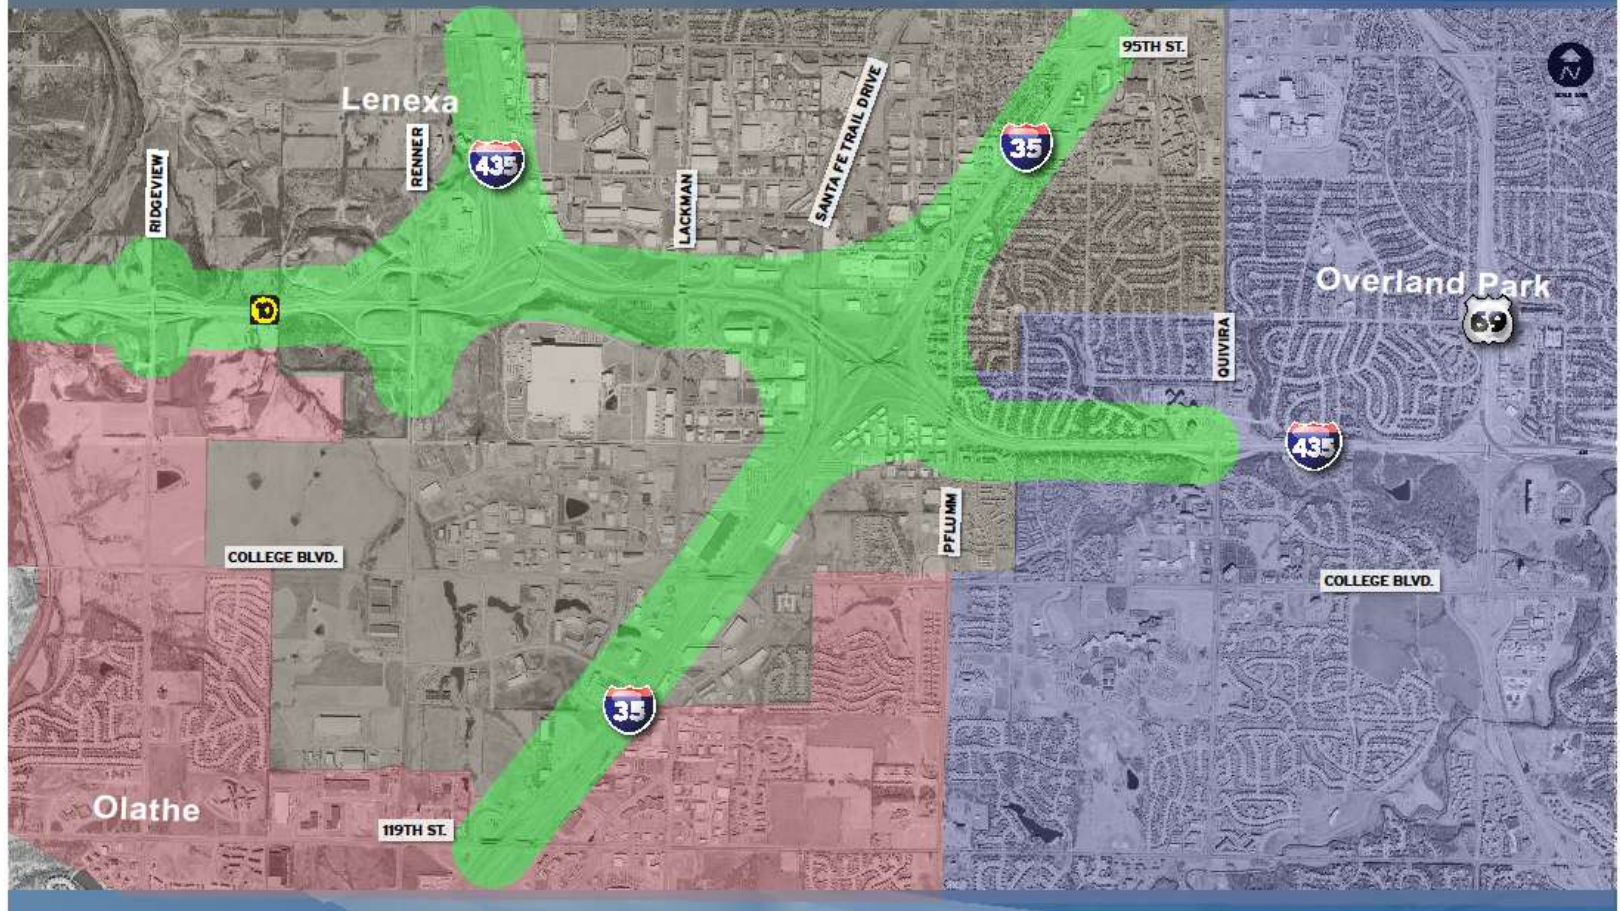 95TH ST.
N
Lenexa
435
35
RENNER
RIDGEVIEW
LACKMAN
SANTA FE TRAIL DRIVE
Overland Park
69
10
QUIVIRA
435
PFLUMM
COLLEGE BLVD.
COLLEGE BLVD.
35
Olathe
119TH ST.